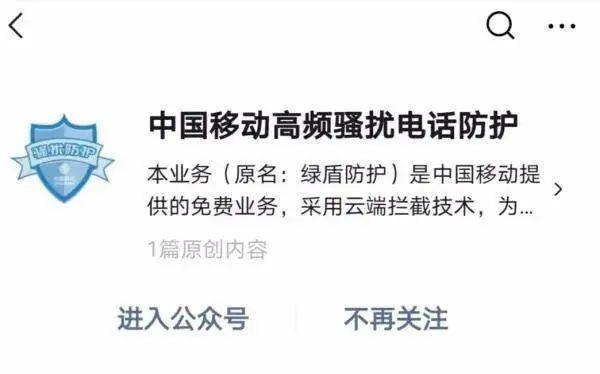 中国移动高频骚扰电话防护
骚扰防护
本业务（原名：绿盾防护）是中国移动提
供的免费业务，采用云端拦截技术，为...
1篇原创内容
进入公众号
不再关注